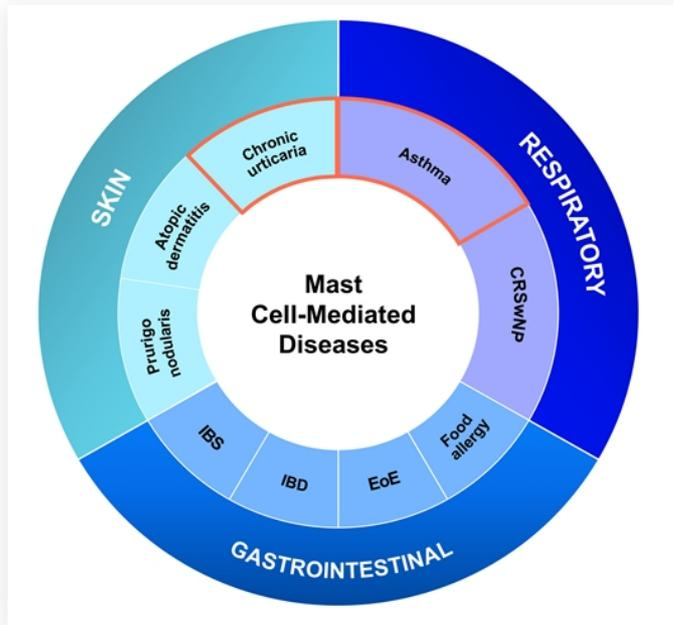 SKIN
RESPIRATORY
GASTROINTESTINAL
Chronic
urticaria
Asthma
Atopic
dermatitis
CRSwNP
Prurigo
nodularis
Mast
Cell-Mediated
Diseases
IBS
IBD
EoE
Food
allergy